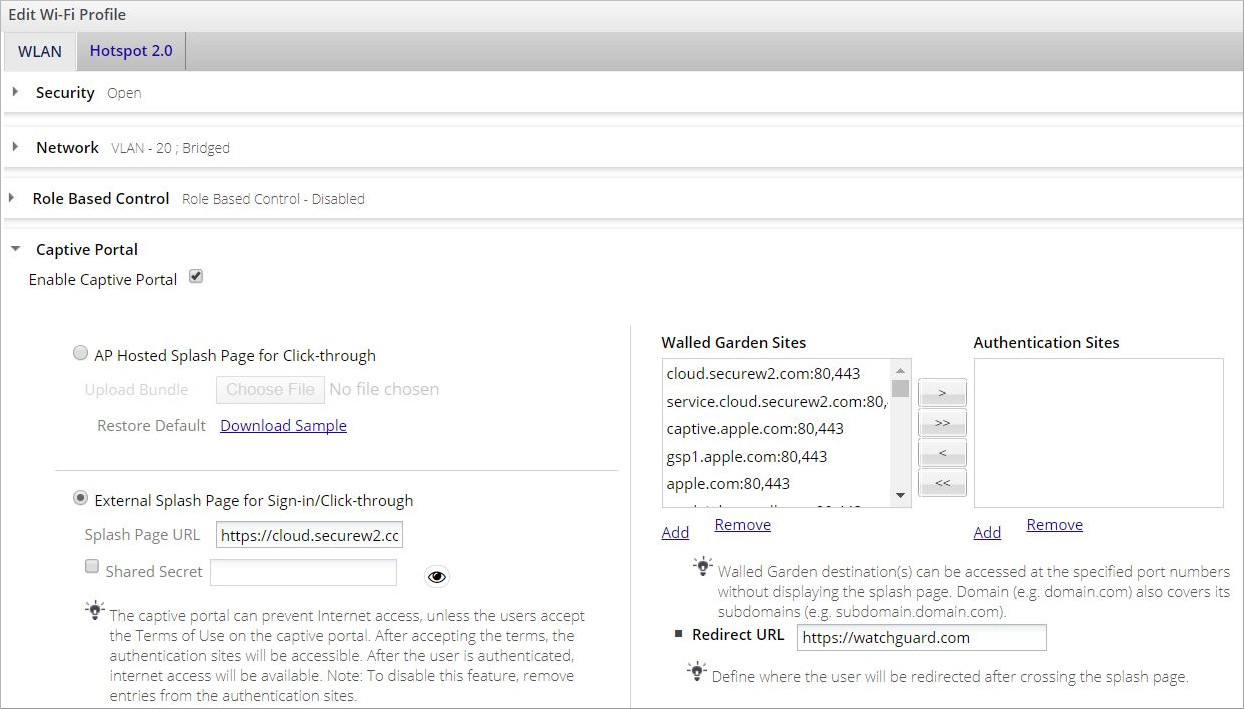 Edit Wi-Fi Profile
WLAN Hotspot 2.0
Security Open
Network VLAN - 20 ; Bridged
Role Based Control Role Based Control - Disabled
Captive Portal
Enable Captive Portal
AP Hosted Splash Page for Click-through
Upload Bundle Choose File No file chosen
Restore Default Download Sample
External Splash Page for Sign-in/Click-through
Splash Page URL https://cloud.securew2.cc
Shared Secret
The captive portal can prevent Internet access, unless the users accept
the Terms of Use on the captive portal. After accepting the terms, the
authentication sites will be accessible. After the user is authenticated,
internet access will be available. Note: To disable this feature, remove
entries from the authentication sites.
Walled Garden Sites
cloud.securew2.com:80,443
service.cloud.securew2.com:80,
captive.apple.com:80,443
gsp1.apple.com:80,443
apple.com:80,443
Add Remove
>
>>
<
<<
Authentication Sites
Add Remove
Walled Garden destination(s) can be accessed at the specified port numbers
without displaying the splash page. Domain (e.g. domain.com) also covers its
subdomains (e.g. subdomain.domain.com).
Redirect URL https://watchguard.com
Define where the user will be redirected after crossing the splash page.